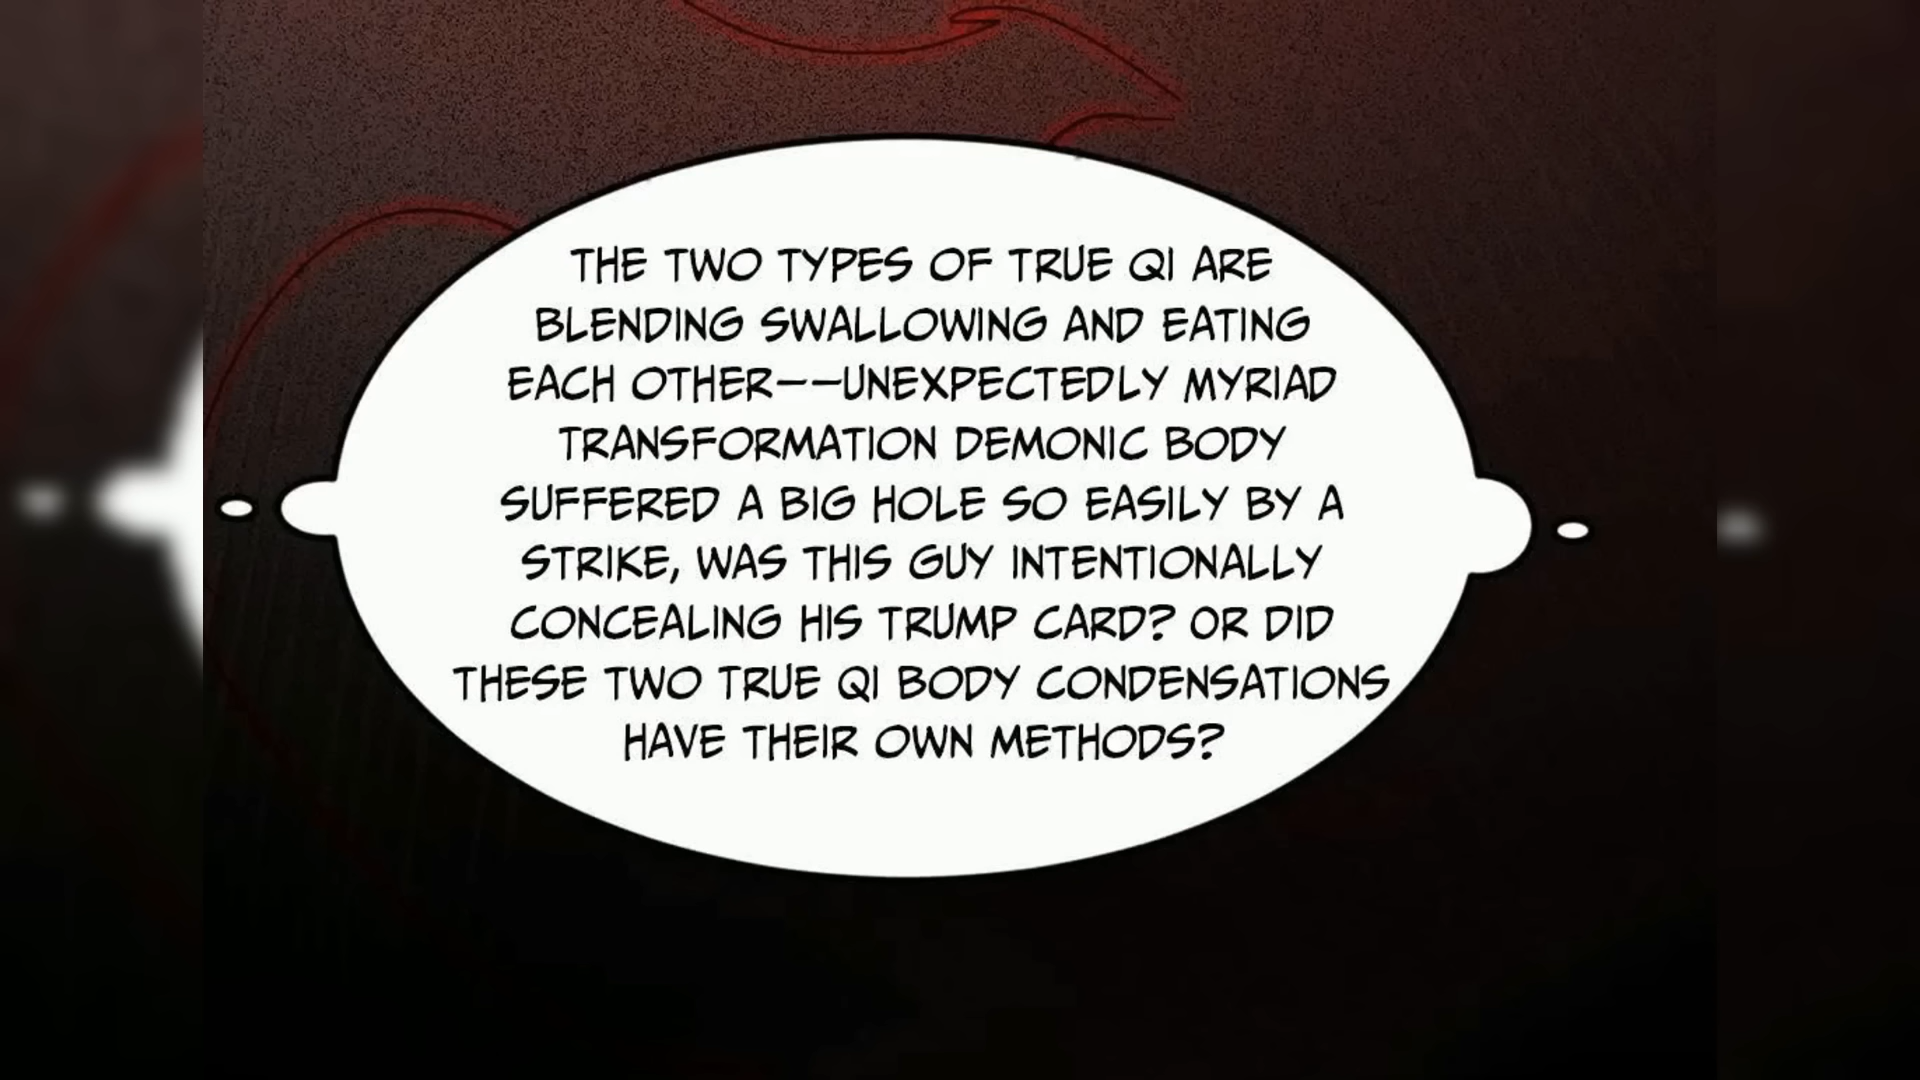 THE TWO TYPES OF TRUE QI ARE
BLENDING SWALLOWING AND EATING
EACH OTHER--UNEXPECTEDLY MYRIAD
TRANSFORMATION DEMONIC BODY
SUFFERED A BIG HOLE SO EASILY BY A
STRIKE, WAS THIS GUY INTENTIONALLY
CONCEALING HIS TRUMP CARD? OR DID
THESE TWO TRUE QI BODY CONDENSATIONS
HAVE THEIR OWN METHODS?